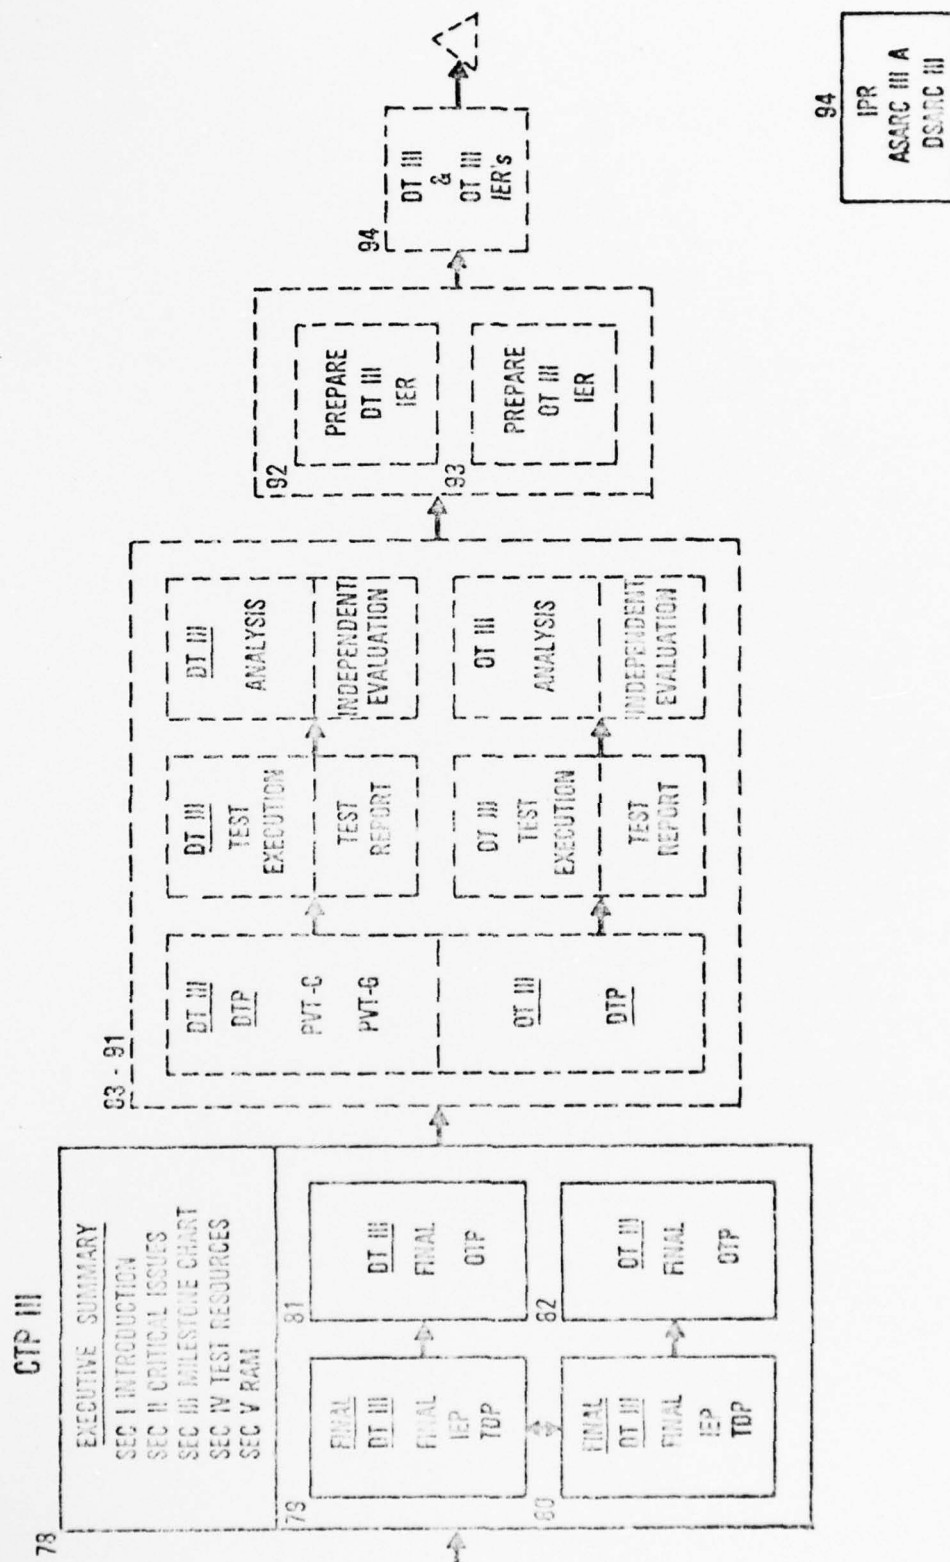 CTP III
78
EXECUTIVE SUMMARY
SEC I INTRODUCTION
SEC II CRITICAL ISSUES
SEC III MILESTONE CHART
SEC IV TEST RESOURCES
SEC V RAM
79
FINAL
DT III
FINAL
IEP
TDP
80
FINAL
OT III
FINAL
IEP
TDP
81
DT III
FINAL
OTP
82
OT III
FINAL
OTP
83 - 91
DT III
DTP
PVT-C
PVT-G
OT III
DTP
DT III
TEST
EXECUTION
TEST
REPORT
OT III
TEST
EXECUTION
TEST
REPORT
DT III
ANALYSIS
INDEPENDENT
EVALUATION
OT III
ANALYSIS
INDEPENDENT
EVALUATION
92
PREPARE
DT III
IER
93
PREPARE
OT III
IER
94
DT III
&
OT III
IER's
94
IPR
ASARC III A
DSARC III